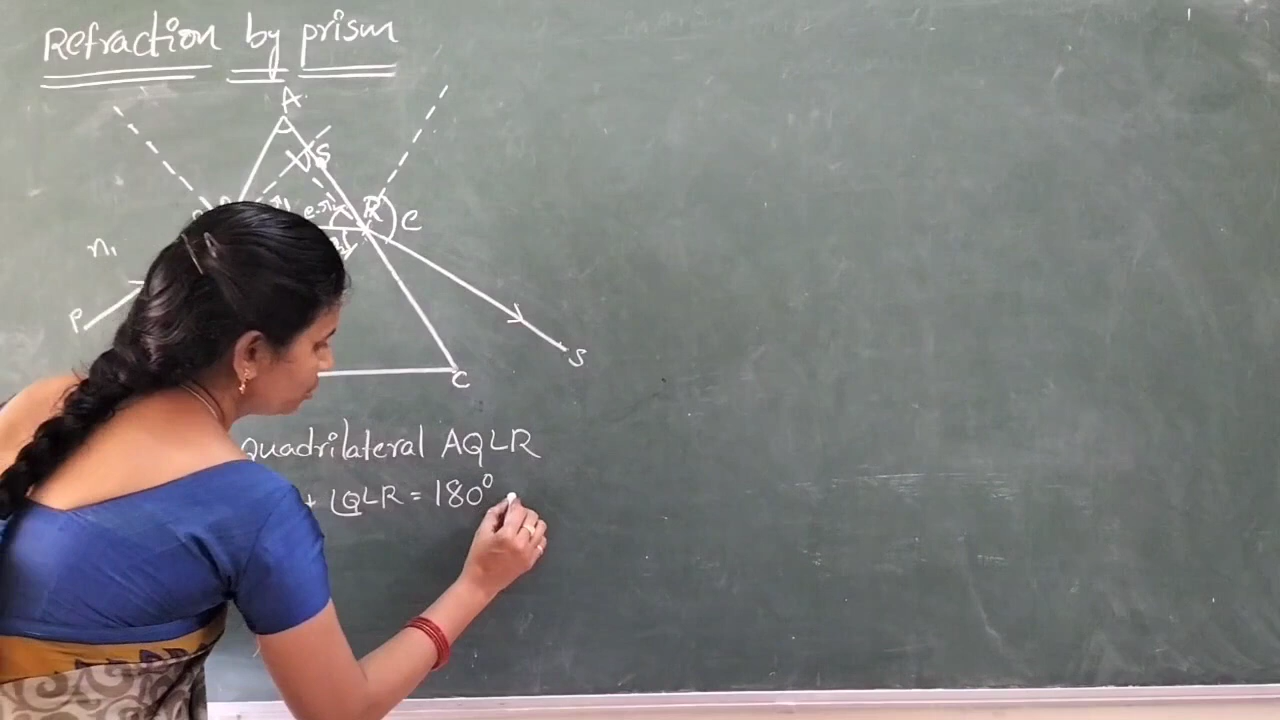 Refraction by prism
A
S
R
e
n1
P
S
C
Quadrilateral AQLR
+ ∠QLR = 180°